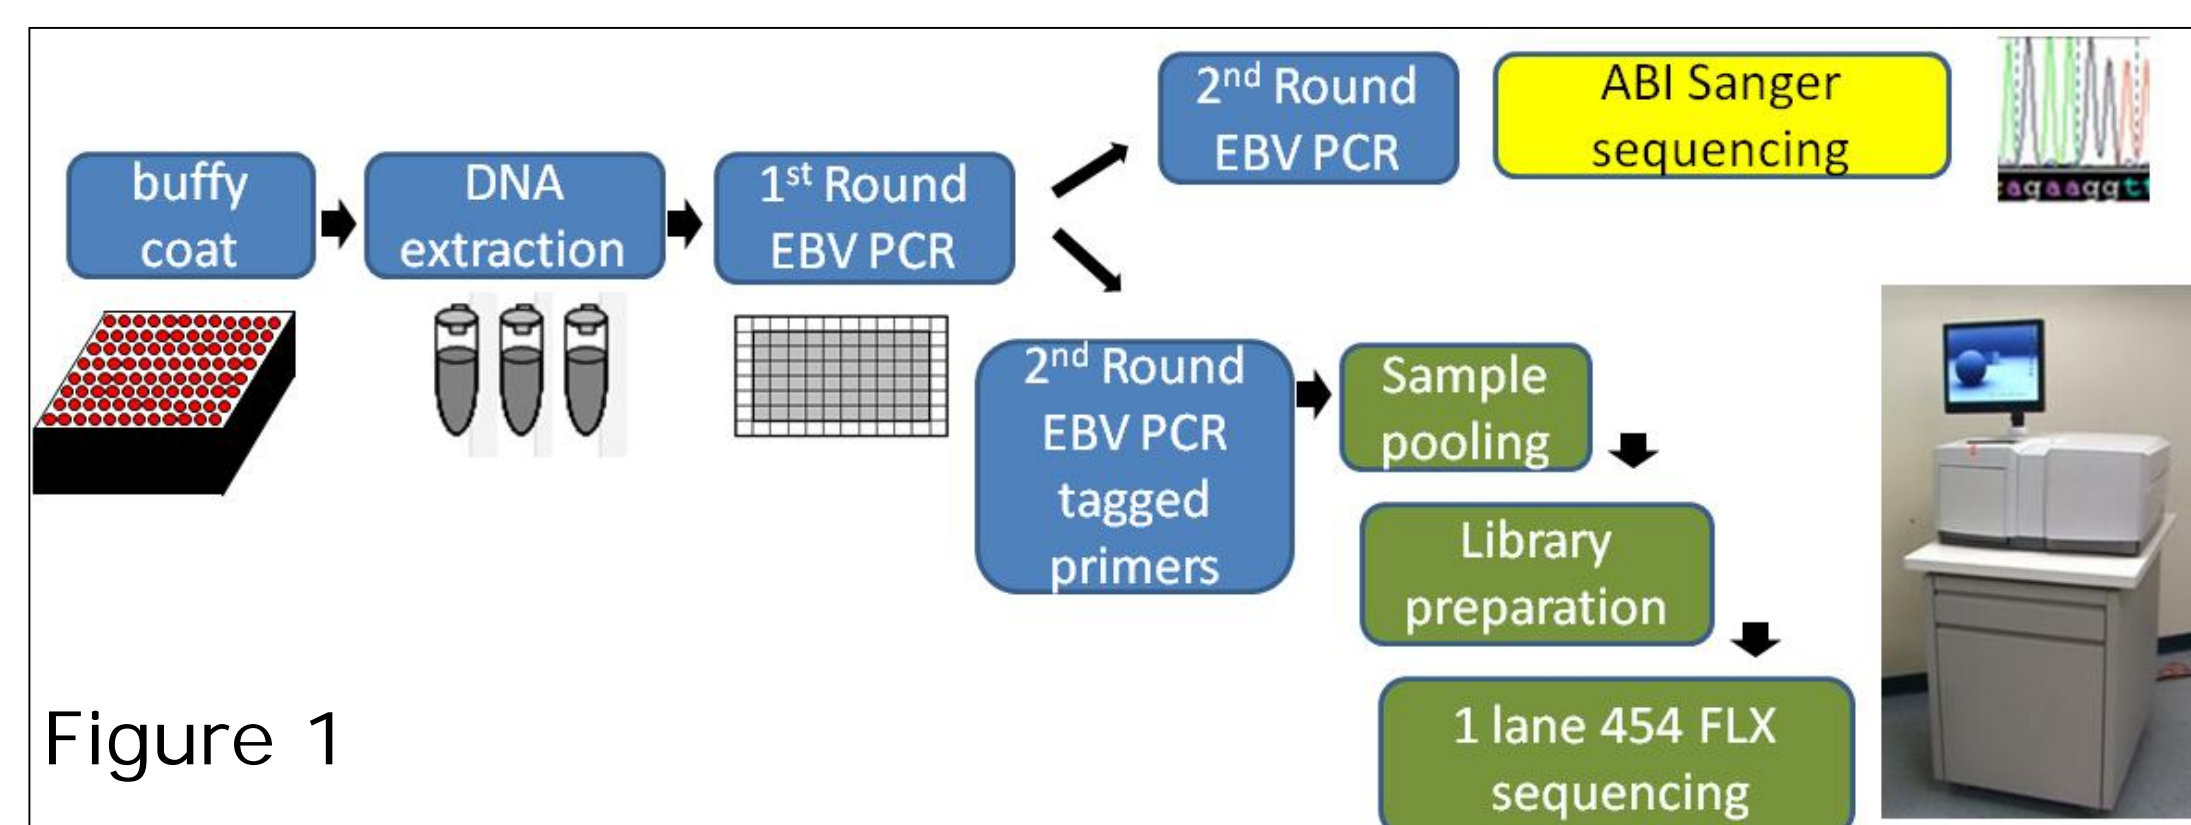 buffy
coat
DNA
extraction
1st Round
EBV PCR
2nd Round
EBV PCR
ABI Sanger
sequencing
agaaggt
2nd Round
EBV PCR
tagged
primers
Sample
pooling
Library
preparation
1 lane 454 FLX
sequencing
Figure 1